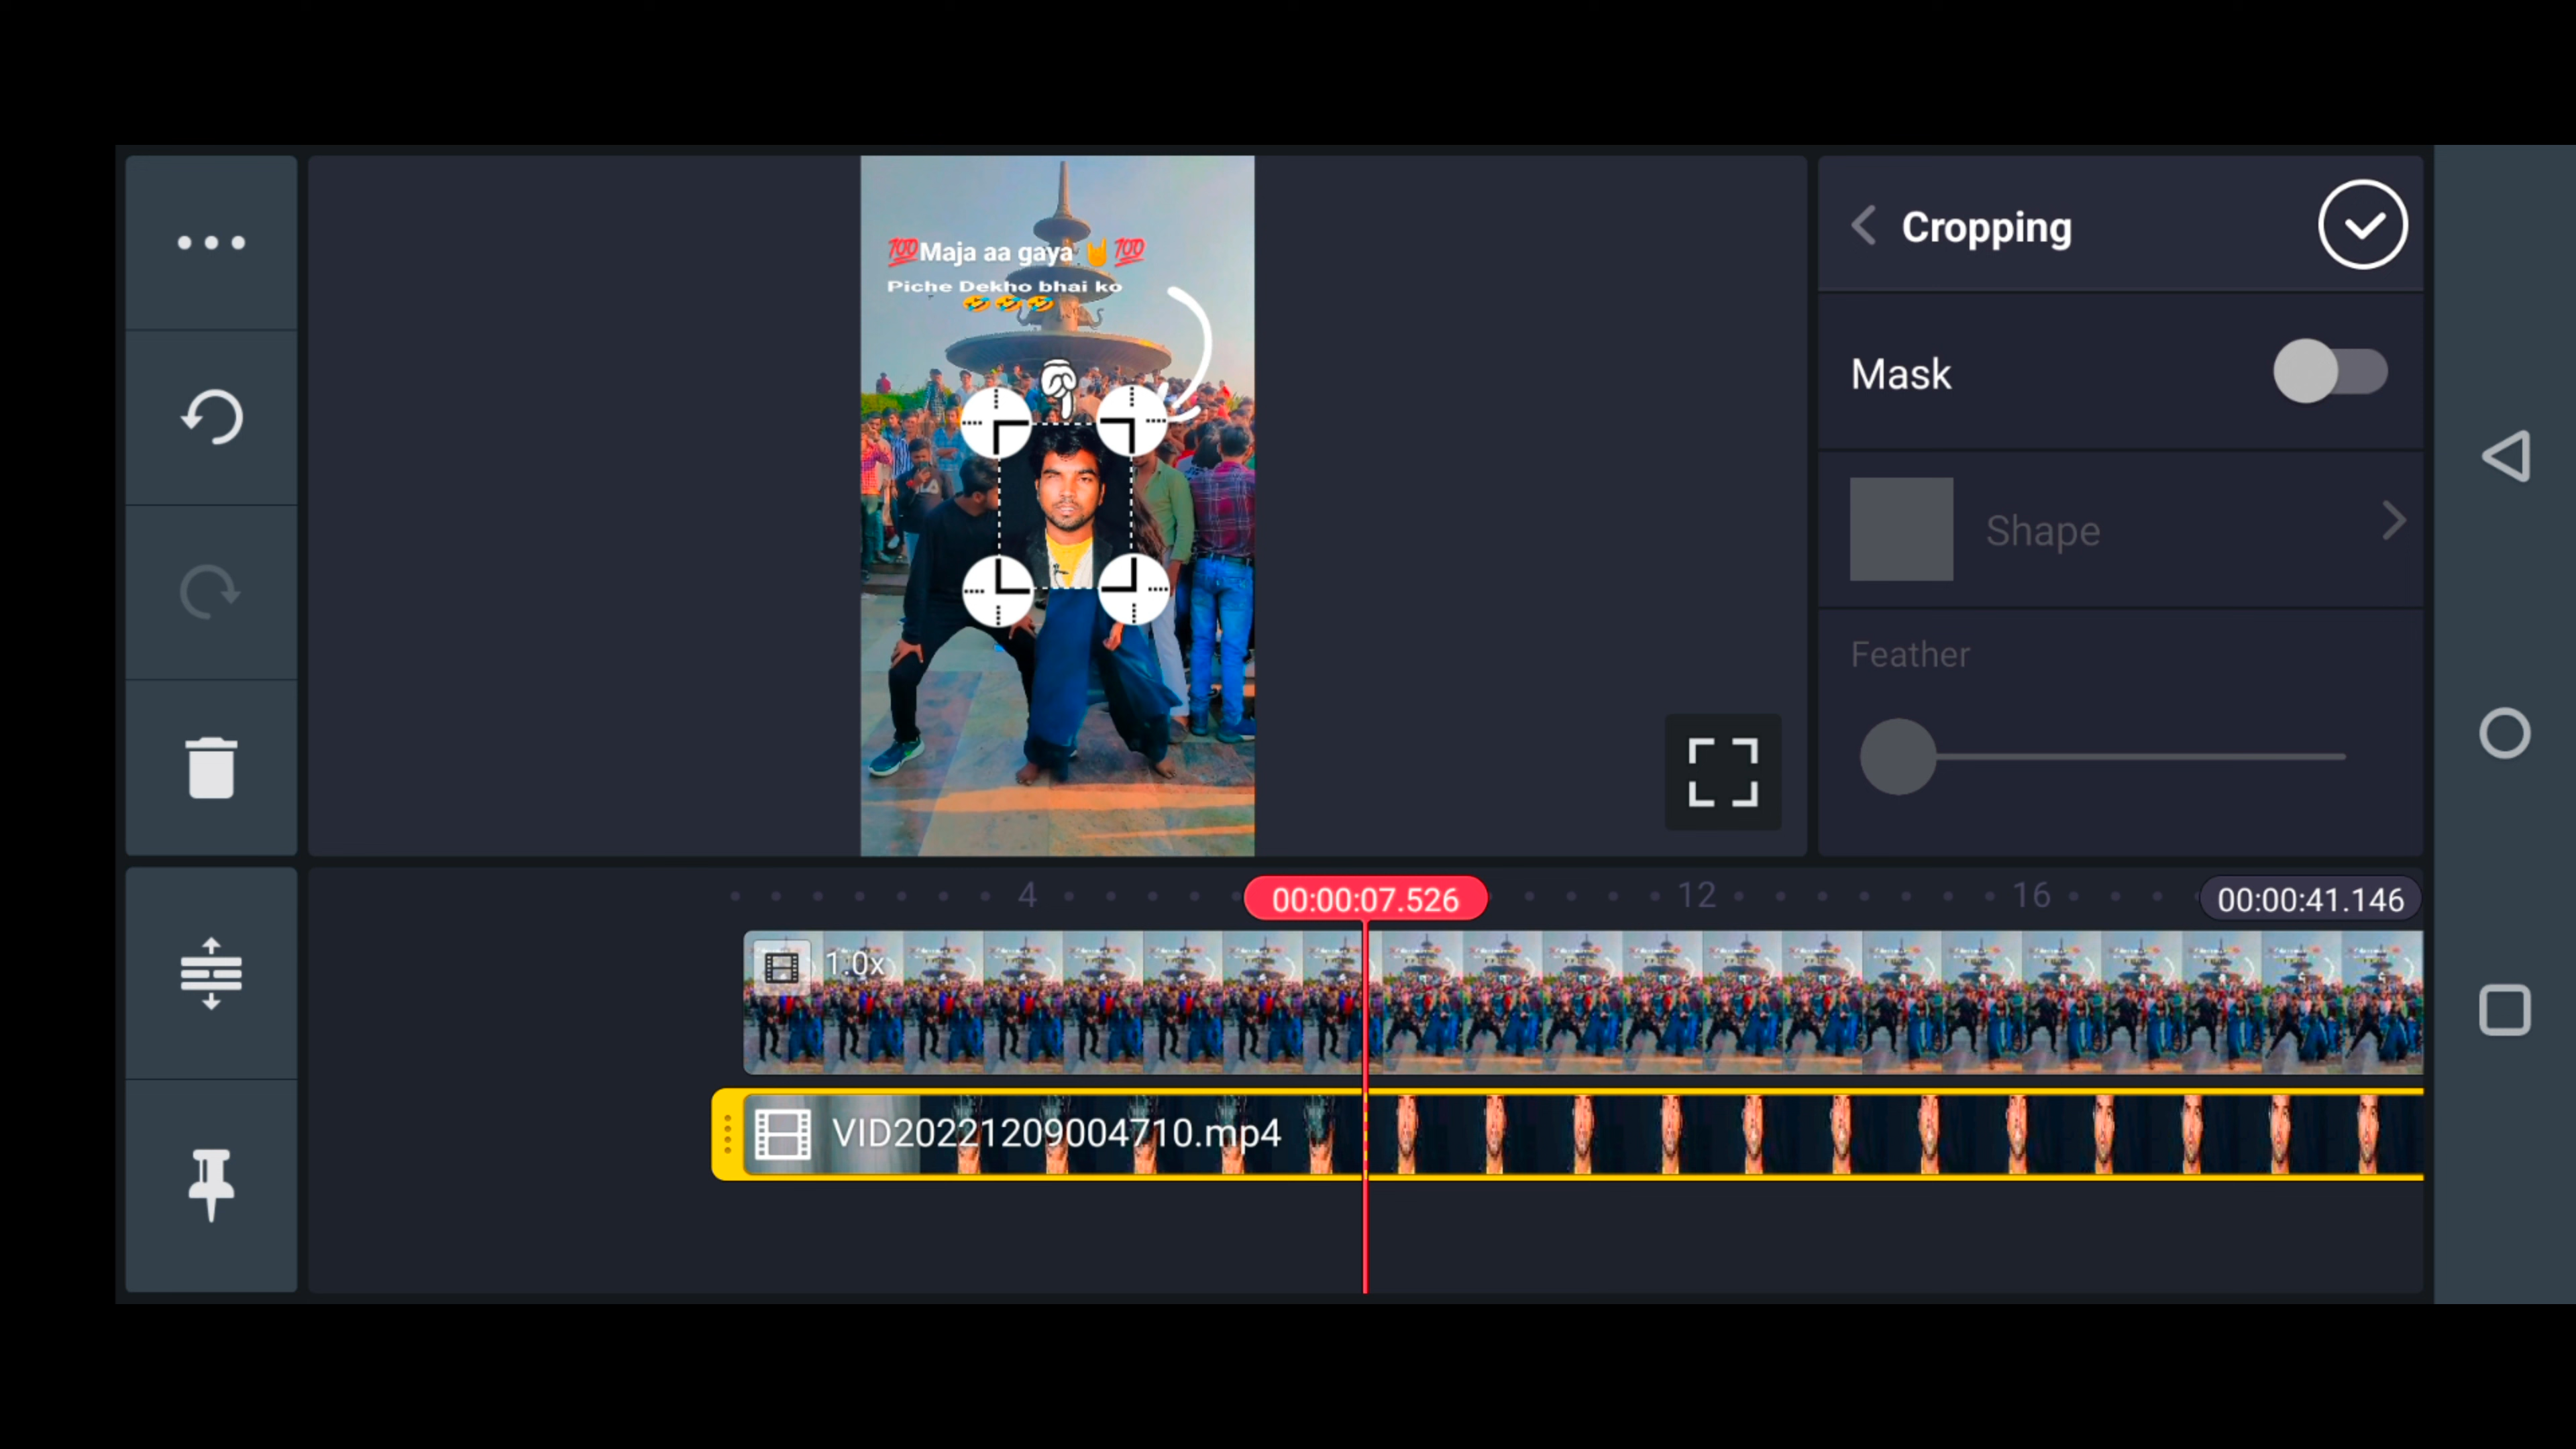 Cropping
💯Maja aa gaya 🤘💯
Piche Dekho bhai ko
🤣🤣🤣
Mask
Shape
Feather
4
00:00:07.526
12
16
00:00:41.146
1.0x
VID20221209004710.mp4